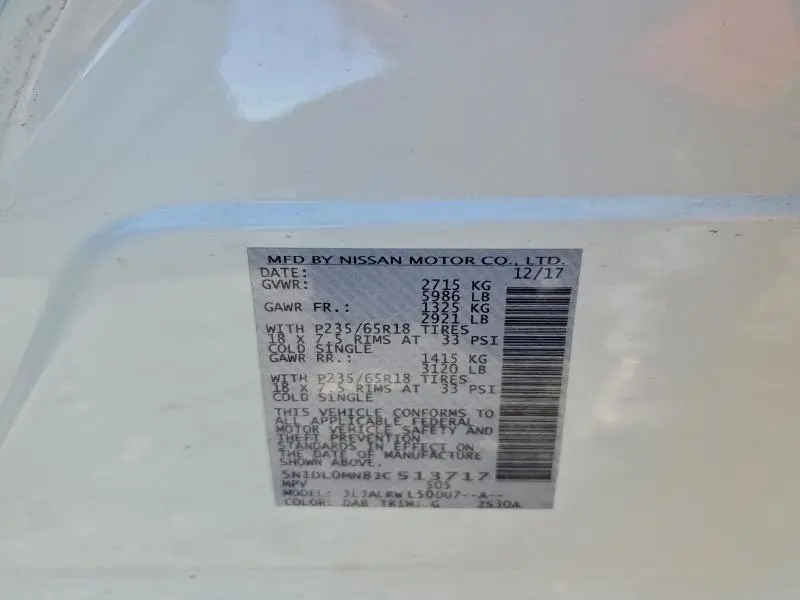 MFD BY NISSAN MOTOR CO., LTD.
DATE: 12/17
GVWR: 2715 KG
5986 LB
GAWR FR.: 1325 KG
2921 LB
WITH P235/65R18 TIRES
18 X 7.5 RIMS AT 33 PSI
COLD SINGLE
GAWR RR.: 1415 KG
3120 LB
WITH P235/65R18 TIRES
18 X 7.5 RIMS AT 33 PSI
COLD SINGLE
THIS VEHICLE CONFORMS TO
ALL APPLICABLE FEDERAL
MOTOR VEHICLE SAFETY AND
THEFT PREVENTION
STANDARDS IN EFFECT ON
THE DATE OF MANUFACTURE
SHOWN ABOVE.
5N1DL0MN8JC513717
MPV
MODEL:
COLOR: QAB TRIM: G